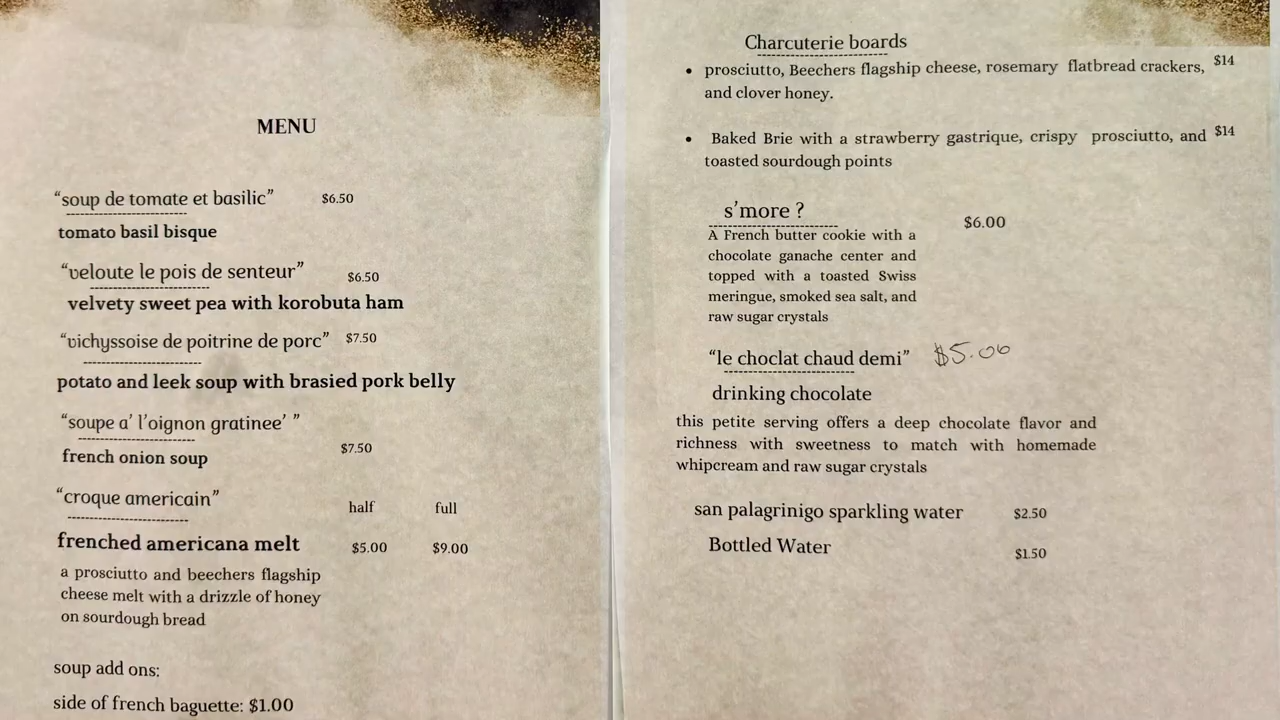 MENU
“soup de tomate et basilic” $6.50
tomato basil bisque
“veloute le pois de senteur” $6.50
velvety sweet pea with korobuta ham
“vichyssoise de poitrine de porc” $7.50
potato and leek soup with brasied pork belly
“soupe a’ l’oignon gratinee’ ”
$7.50
french onion soup
“croque americain” half full
frenched americana melt $5.00 $9.00
a prosciutto and beechers flagship
cheese melt with a drizzle of honey
on sourdough bread
soup add ons:
side of french baguette: $1.00
Charcuterie boards
• prosciutto, Beechers flagship cheese, rosemary flatbread crackers, $14
and clover honey.
• Baked Brie with a strawberry gastrique, crispy prosciutto, and $14
toasted sourdough points
s’more ? $6.00
A French butter cookie with a
chocolate ganache center and
topped with a toasted Swiss
meringue, smoked sea salt, and
raw sugar crystals
“le choclat chaud demi” $5.00
drinking chocolate
this petite serving offers a deep chocolate flavor and
richness with sweetness to match with homemade
whipcream and raw sugar crystals
san palagrinigo sparkling water $2.50
Bottled Water $1.50